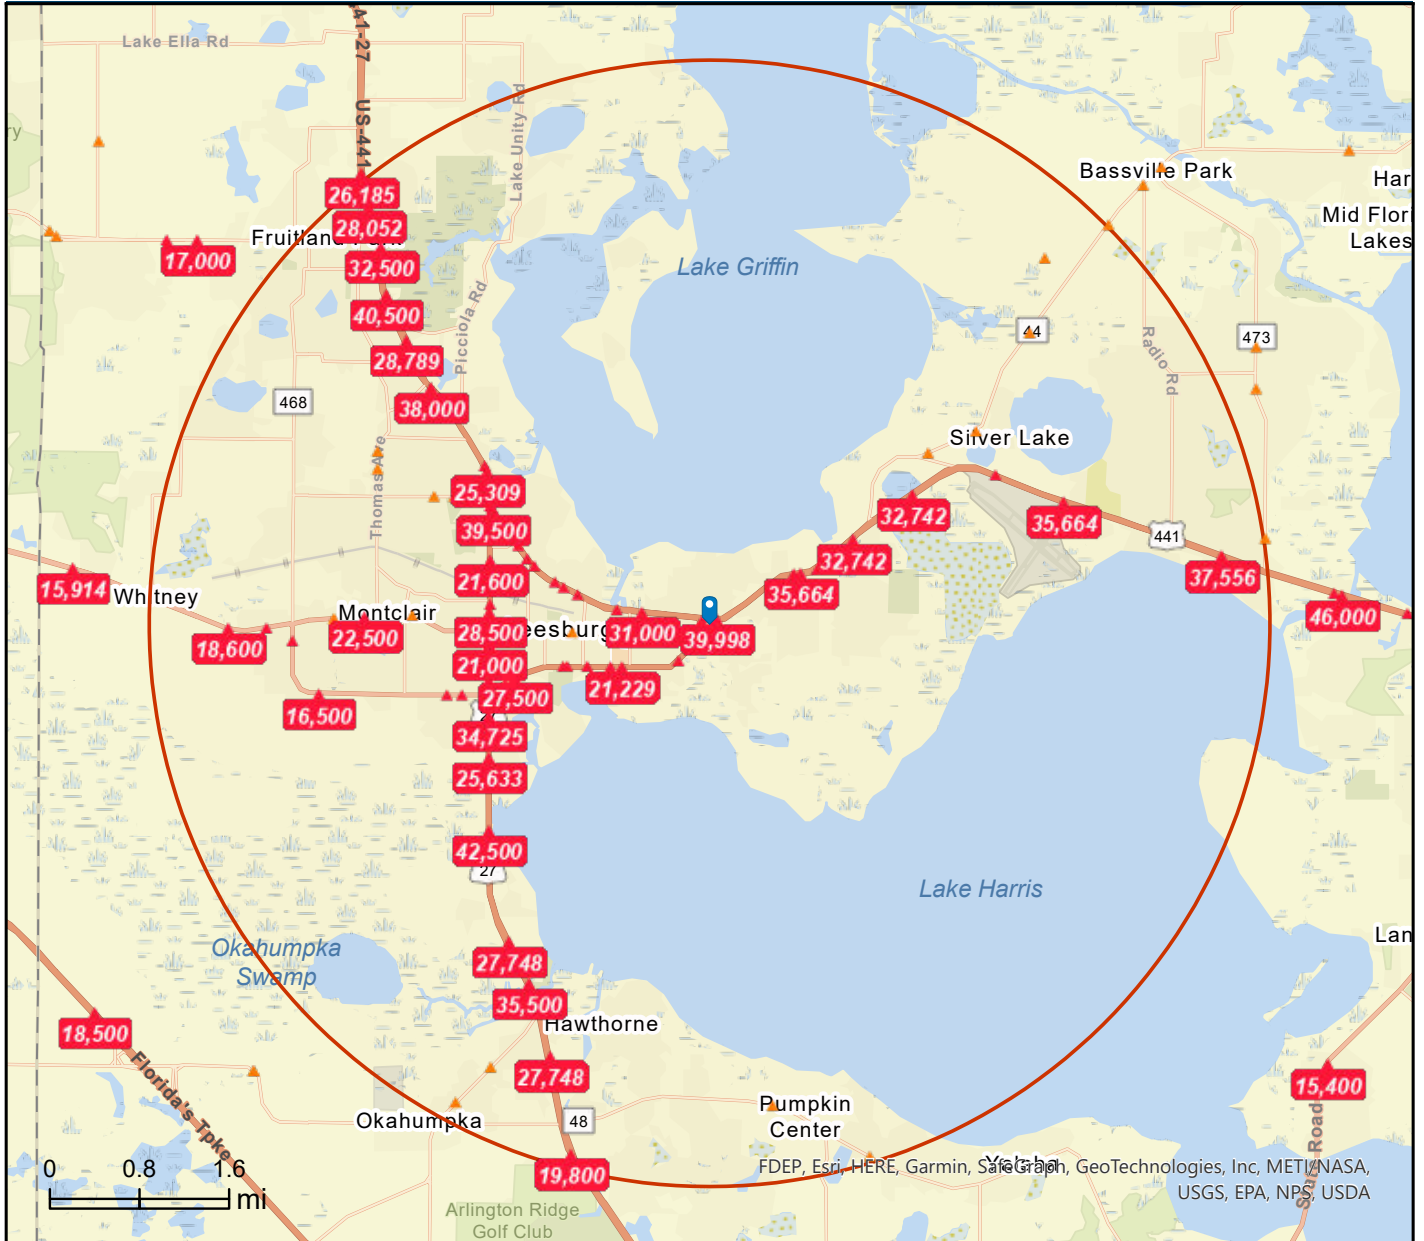 Lake Ella Rd
41-27
US-441
Lake Unity Rd
Bassville Park
Har
26,185
28,052
Mid Flori
Lakes
Fruitland Park
17,000
32,500
Lake Griffin
40,500
Picciola Rd
44
473
28,789
Radio Rd
468
38,000
Silver Lake
Thomas Ave
25,309
32,742
39,500
35,664
441
32,742
15,914
Whitney
21,600
35,664
37,556
Montclair
46,000
18,600
22,500
28,500
eesburg
31,000
39,998
21,000
21,229
27,500
16,500
34,725
25,633
42,500
27
Lake Harris
Okahumpka
Swamp
27,748
Lan
35,500
18,500
Hawthorne
Florida's Tpke
27,748
15,400
Okahumpka
48
Pumpkin
Center
Road
0 0.8 1.6
mi
19,800
Yalaha
FDEP, Esri, HERE, Garmin, SafeGraph, GeoTechnologies, Inc, METI/NASA,
USGS, EPA, NPS, USDA
Arlington Ridge
Golf Club